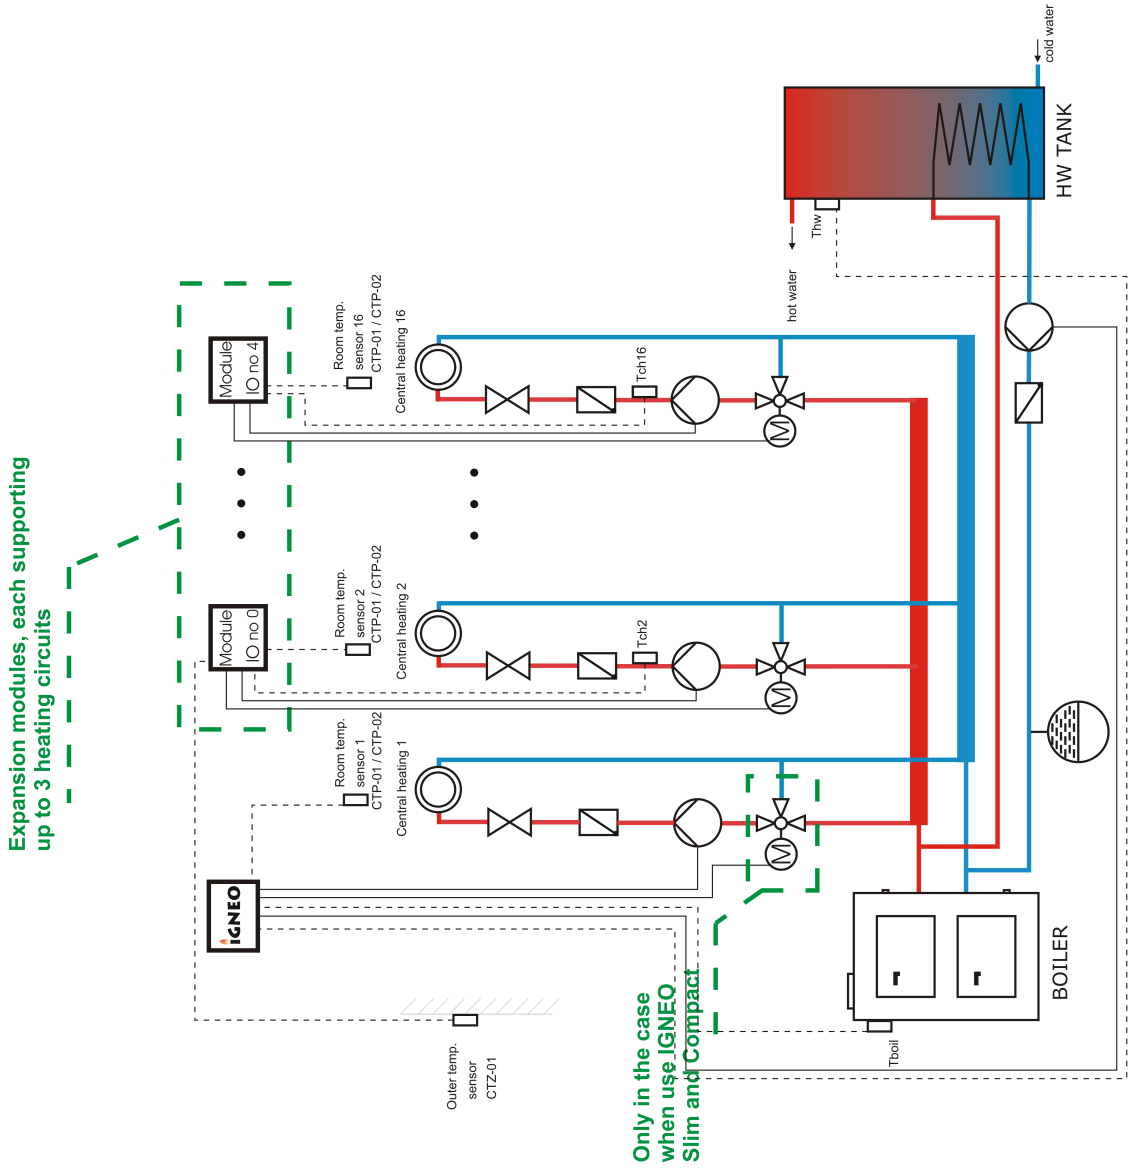 Expansion modules, each supporting
up to 3 heating circuits
cold water
HW TANK
Thw
hot water
Module
IO no 4
Room temp.
sensor 16
CTP-01 / CTP-02
Central heating 16
Tch16
M
Module
IO no 0
Room temp.
sensor 2
CTP-01 / CTP-02
Central heating 2
Tch2
M
Room temp.
sensor 1
CTP-01 / CTP-02
Central heating 1
M
iGNEO
Outer temp.
sensor
CTZ-01
Only in the case
when use IGNEO
Slim and Compact
BOILER
Tboil